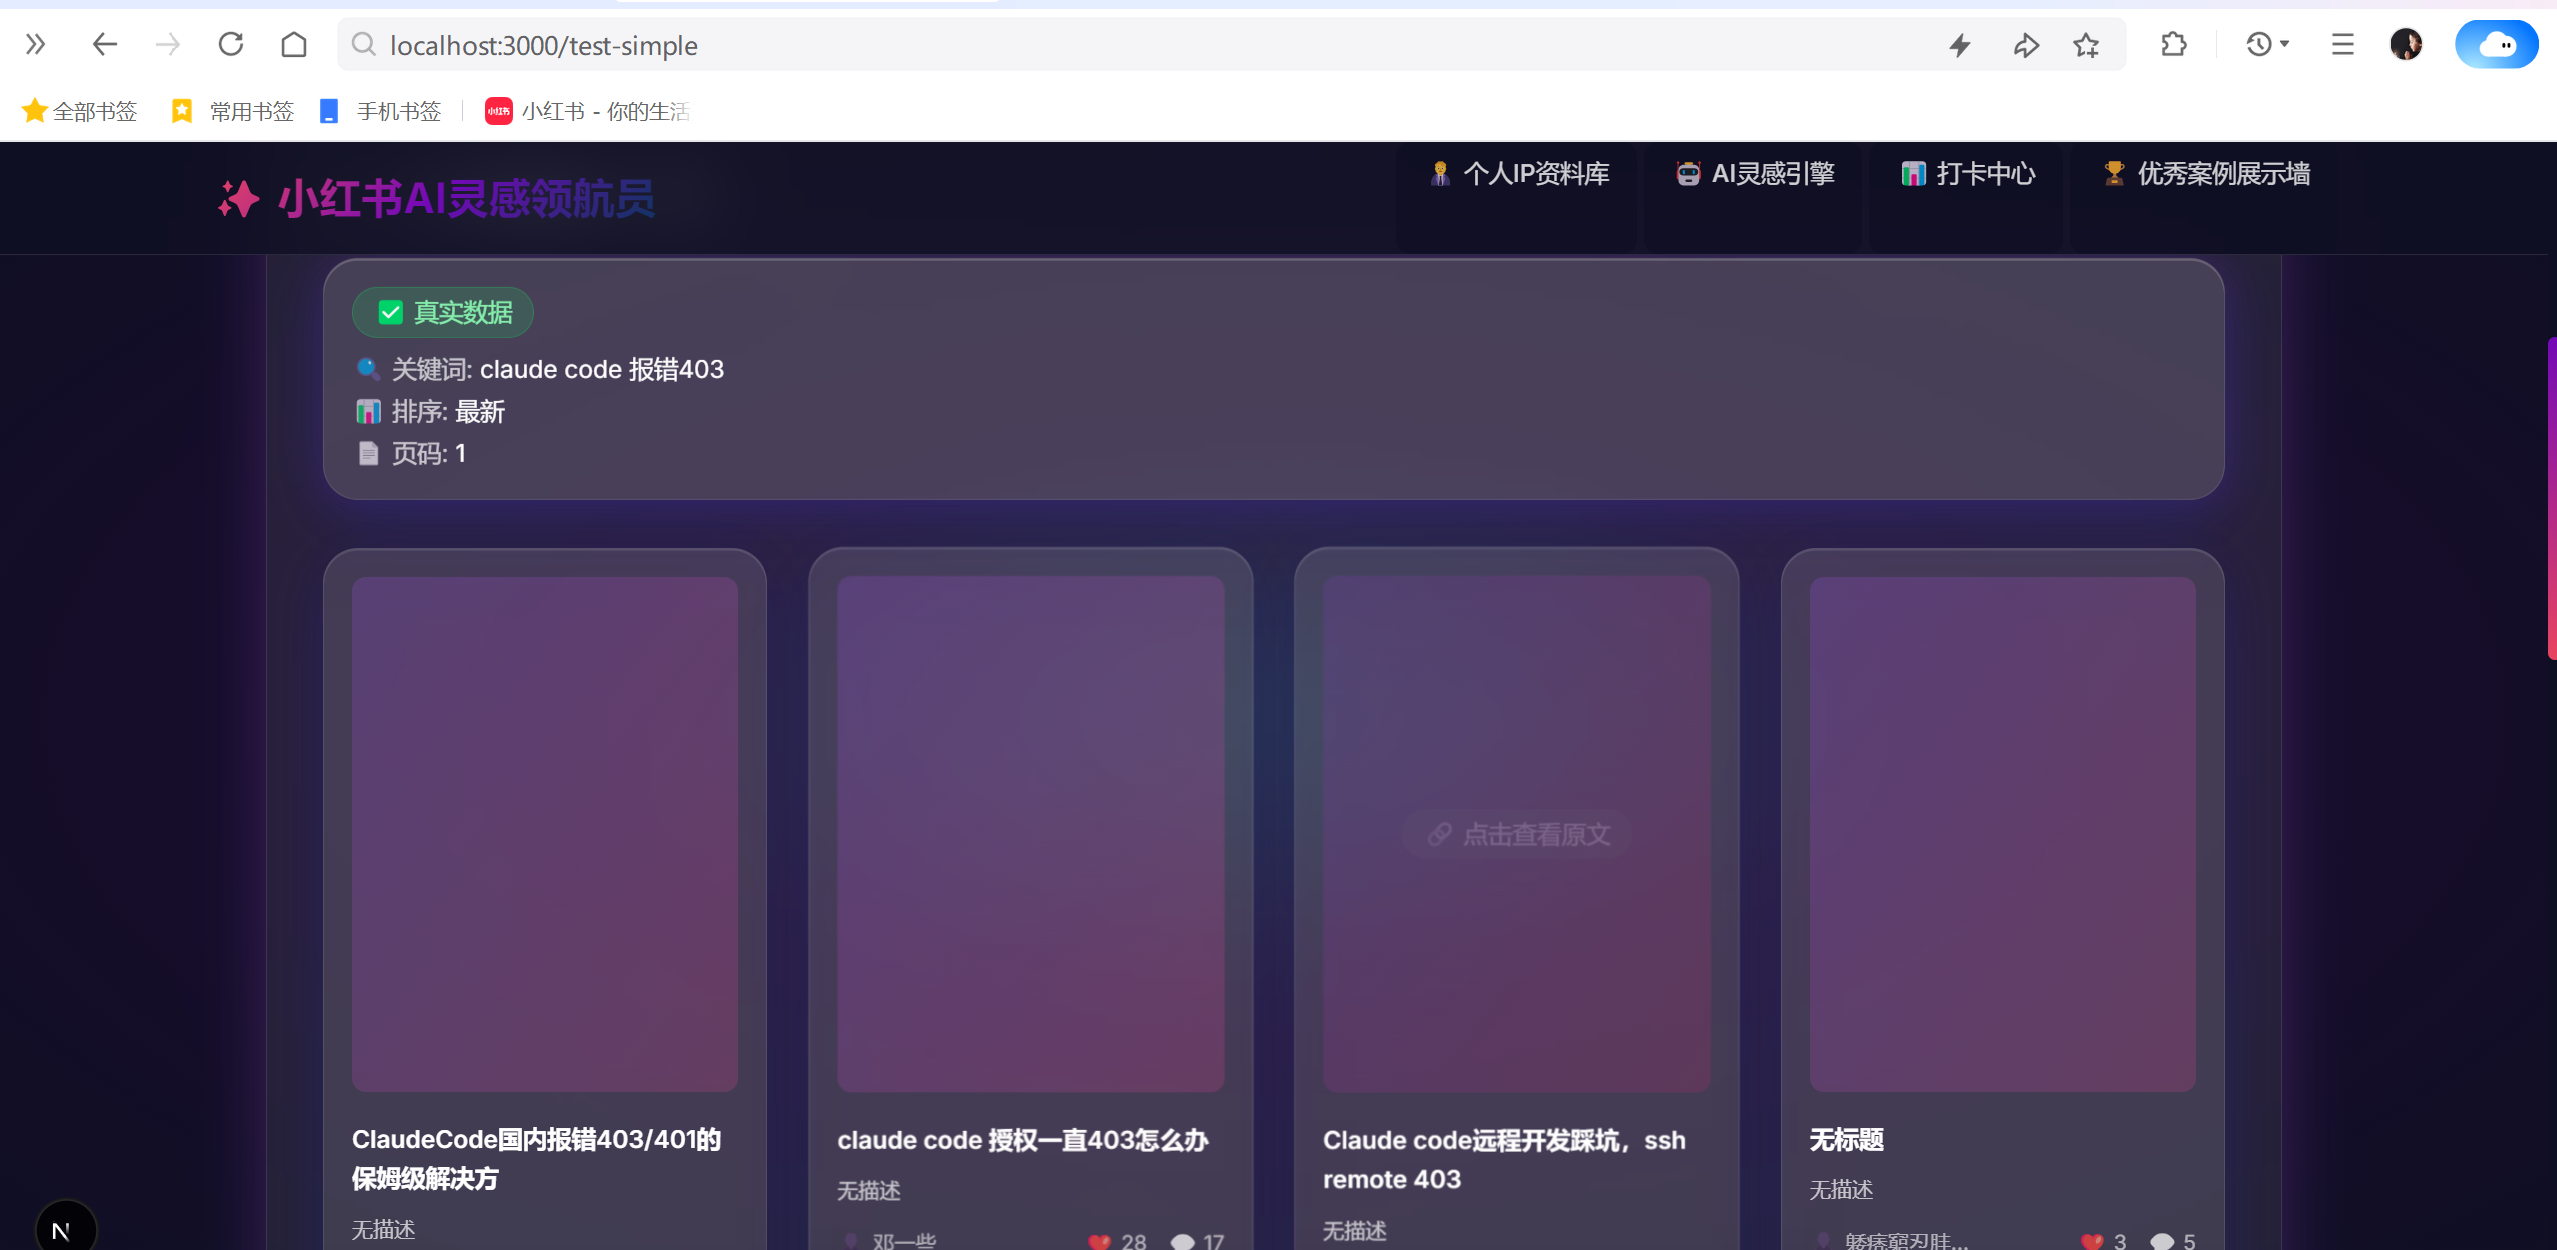 localhost:3000/test-simple
全部书签 常用书签 手机书签 小红书 - 你的生活
小红书AI灵感领航员
个人IP资料库 AI灵感引擎 打卡中心 优秀案例展示墙
真实数据
关键词: claude code 报错403
排序: 最新
页码: 1
点击查看原文
ClaudeCode国内报错403/401的
保姆级解决方
无描述
claude code 授权一直403怎么办
无描述
邓一些 28 17
Claude code远程开发踩坑，ssh
remote 403
无描述
无标题
无描述
3 5
N